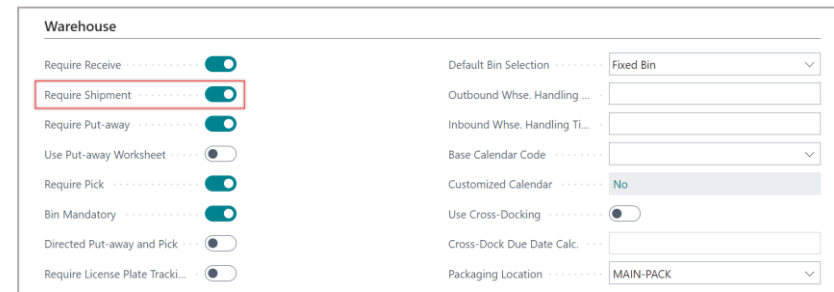 Warehouse
Require Receive
Require Shipment
Require Put-away
Use Put-away Worksheet
Require Pick
Bin Mandatory
Directed Put-away and Pick
Require License Plate Tracki...
Default Bin Selection Fixed Bin
Outbound Whse. Handling ...
Inbound Whse. Handling Ti...
Base Calendar Code
Customized Calendar No
Use Cross-Docking
Cross-Dock Due Date Calc.
Packaging Location MAIN-PACK